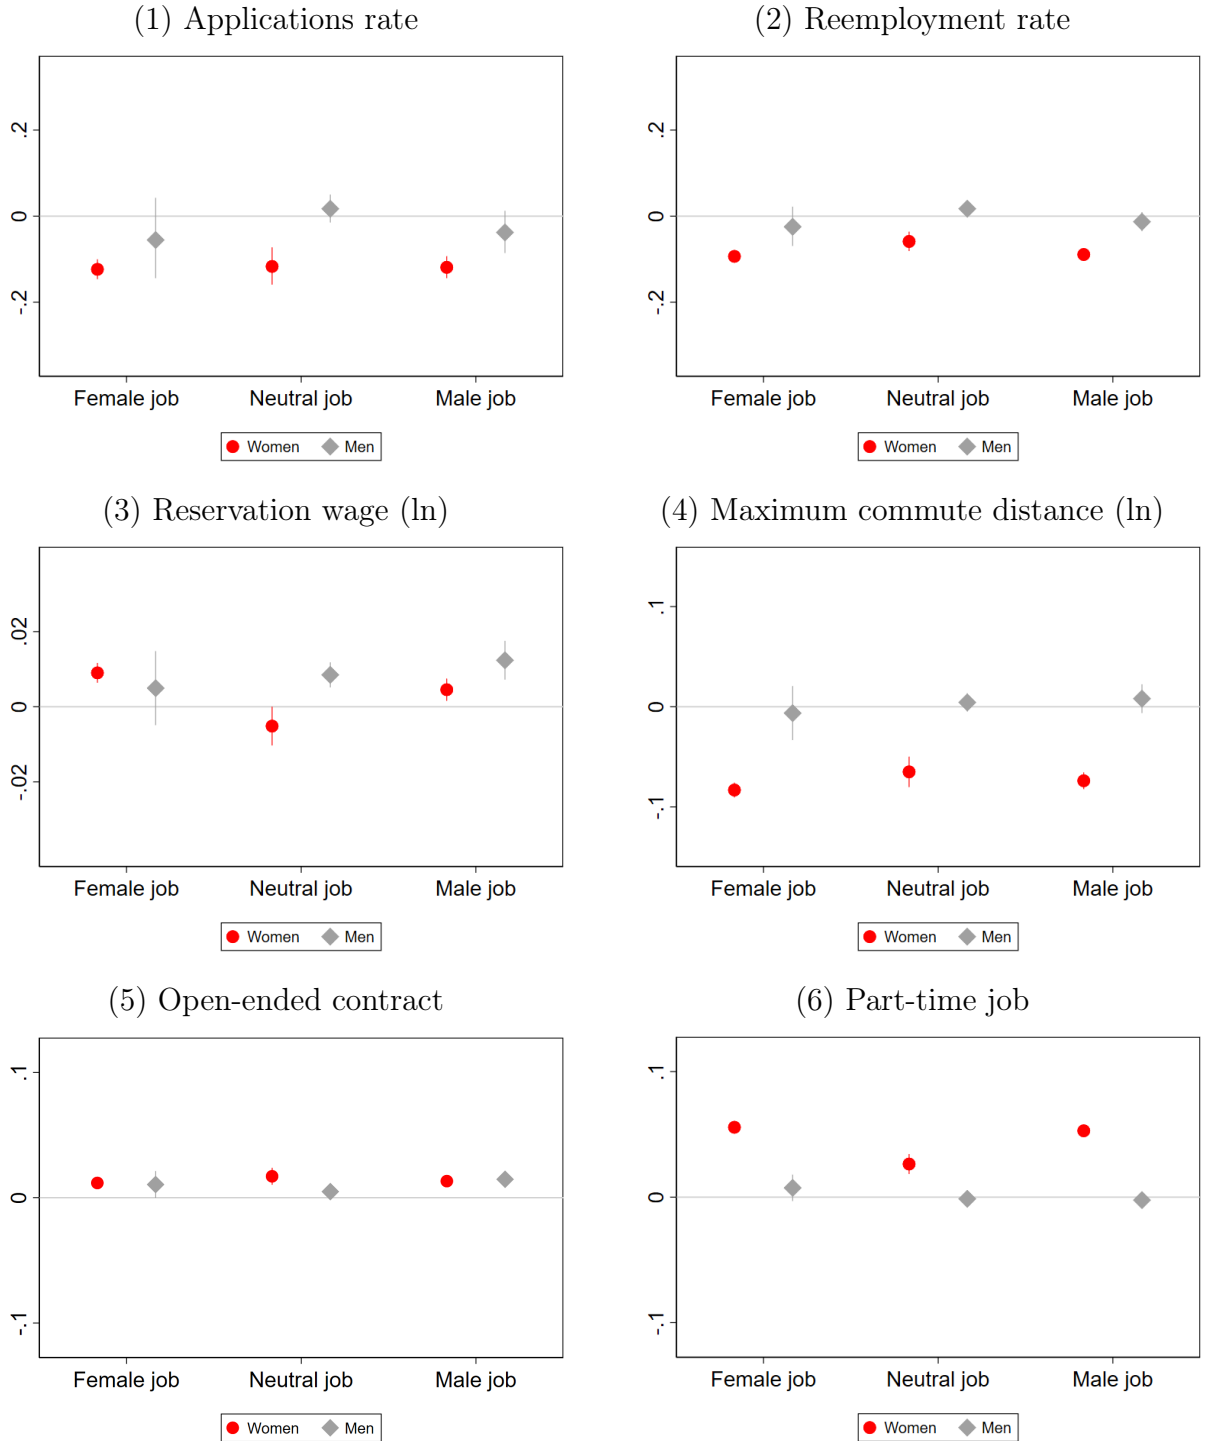 (1) Applications rate
.2
0
-.2
Female job Neutral job Male job
Women Men
(2) Reemployment rate
.2
0
-.2
Female job Neutral job Male job
Women Men
(3) Reservation wage (ln)
.02
0
-.02
Female job Neutral job Male job
Women Men
(4) Maximum commute distance (ln)
.1
0
-.1
Female job Neutral job Male job
Women Men
(5) Open-ended contract
.1
0
-.1
Female job Neutral job Male job
Women Men
(6) Part-time job
.1
0
-.1
Female job Neutral job Male job
Women Men